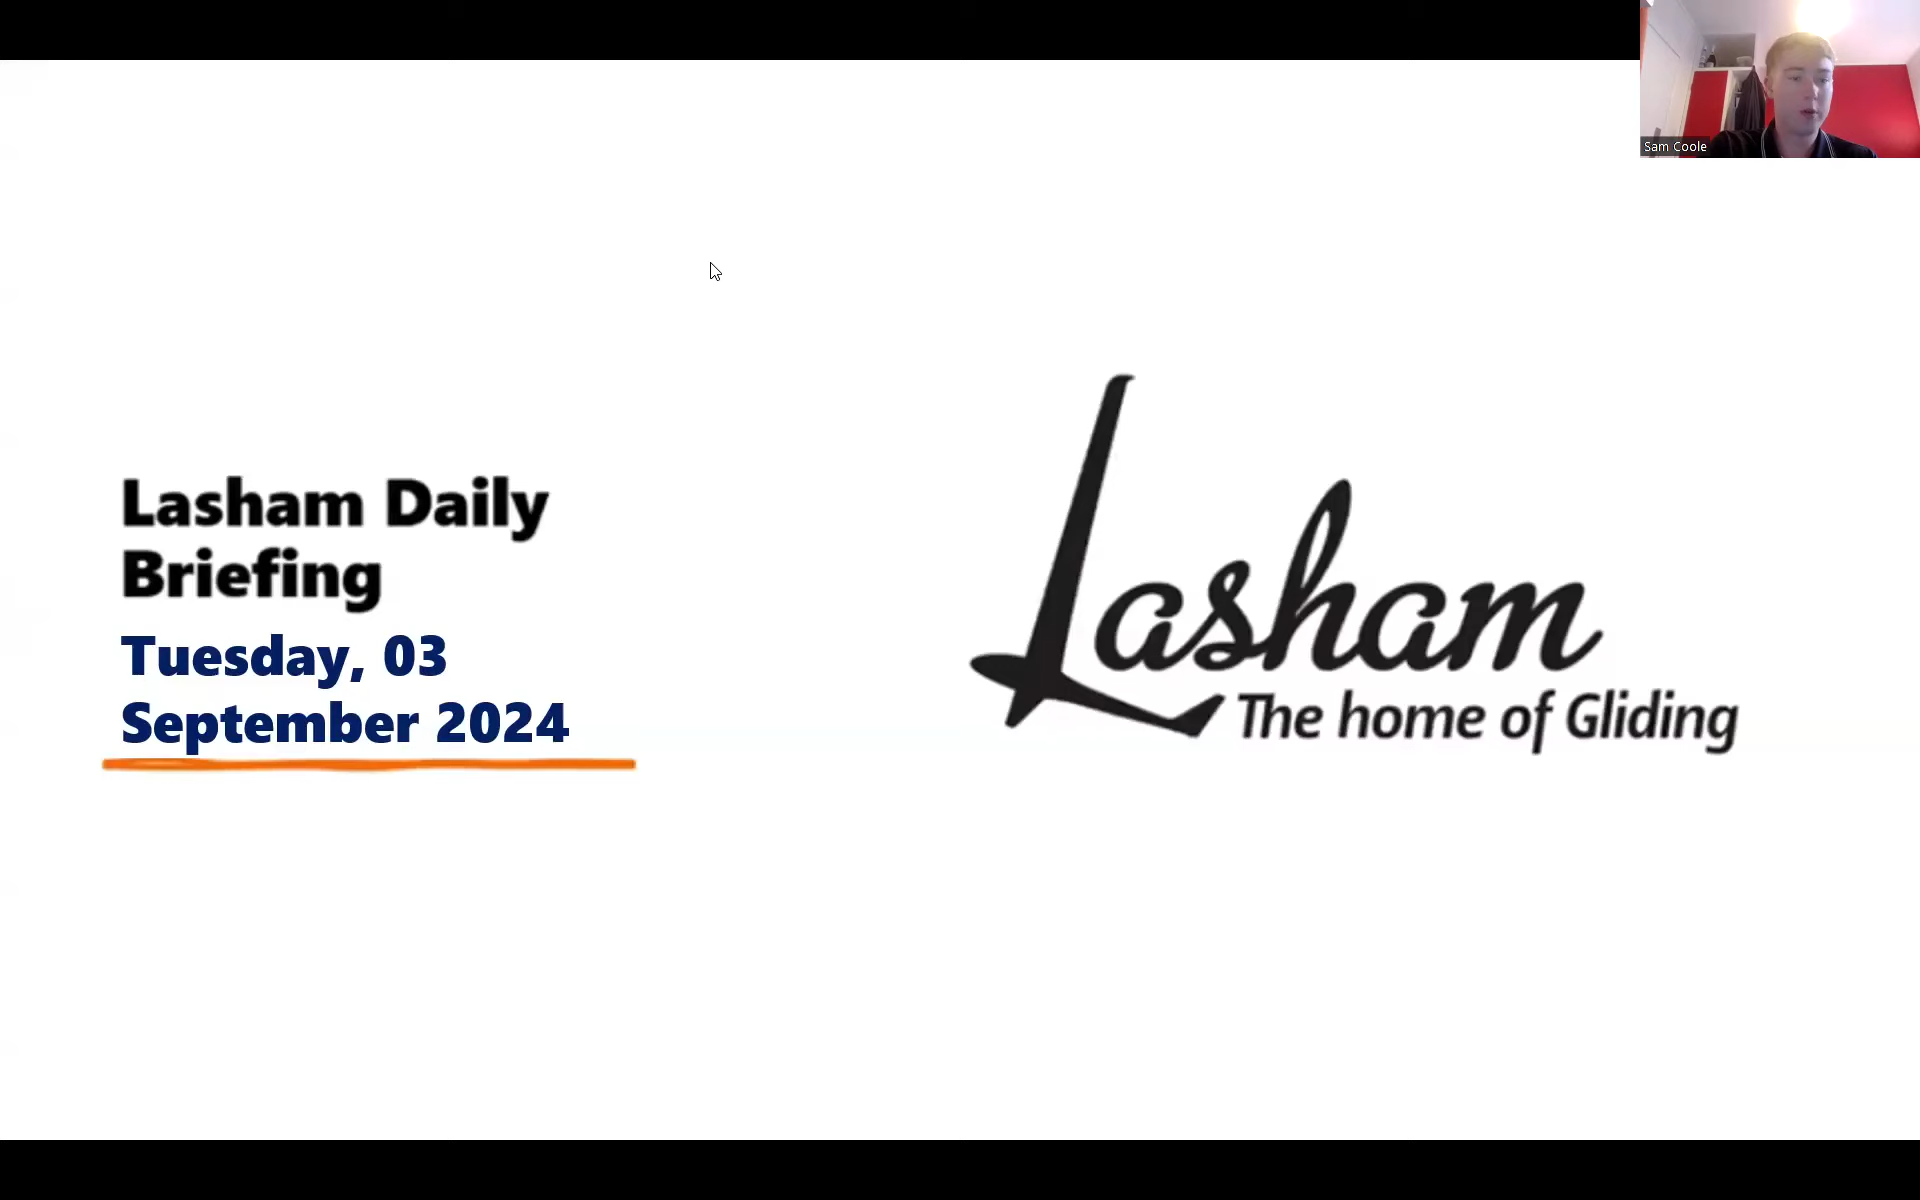 Sam Coole
Lasham Daily
Briefing
Tuesday, 03
September 2024
Lasham
The home of Gliding